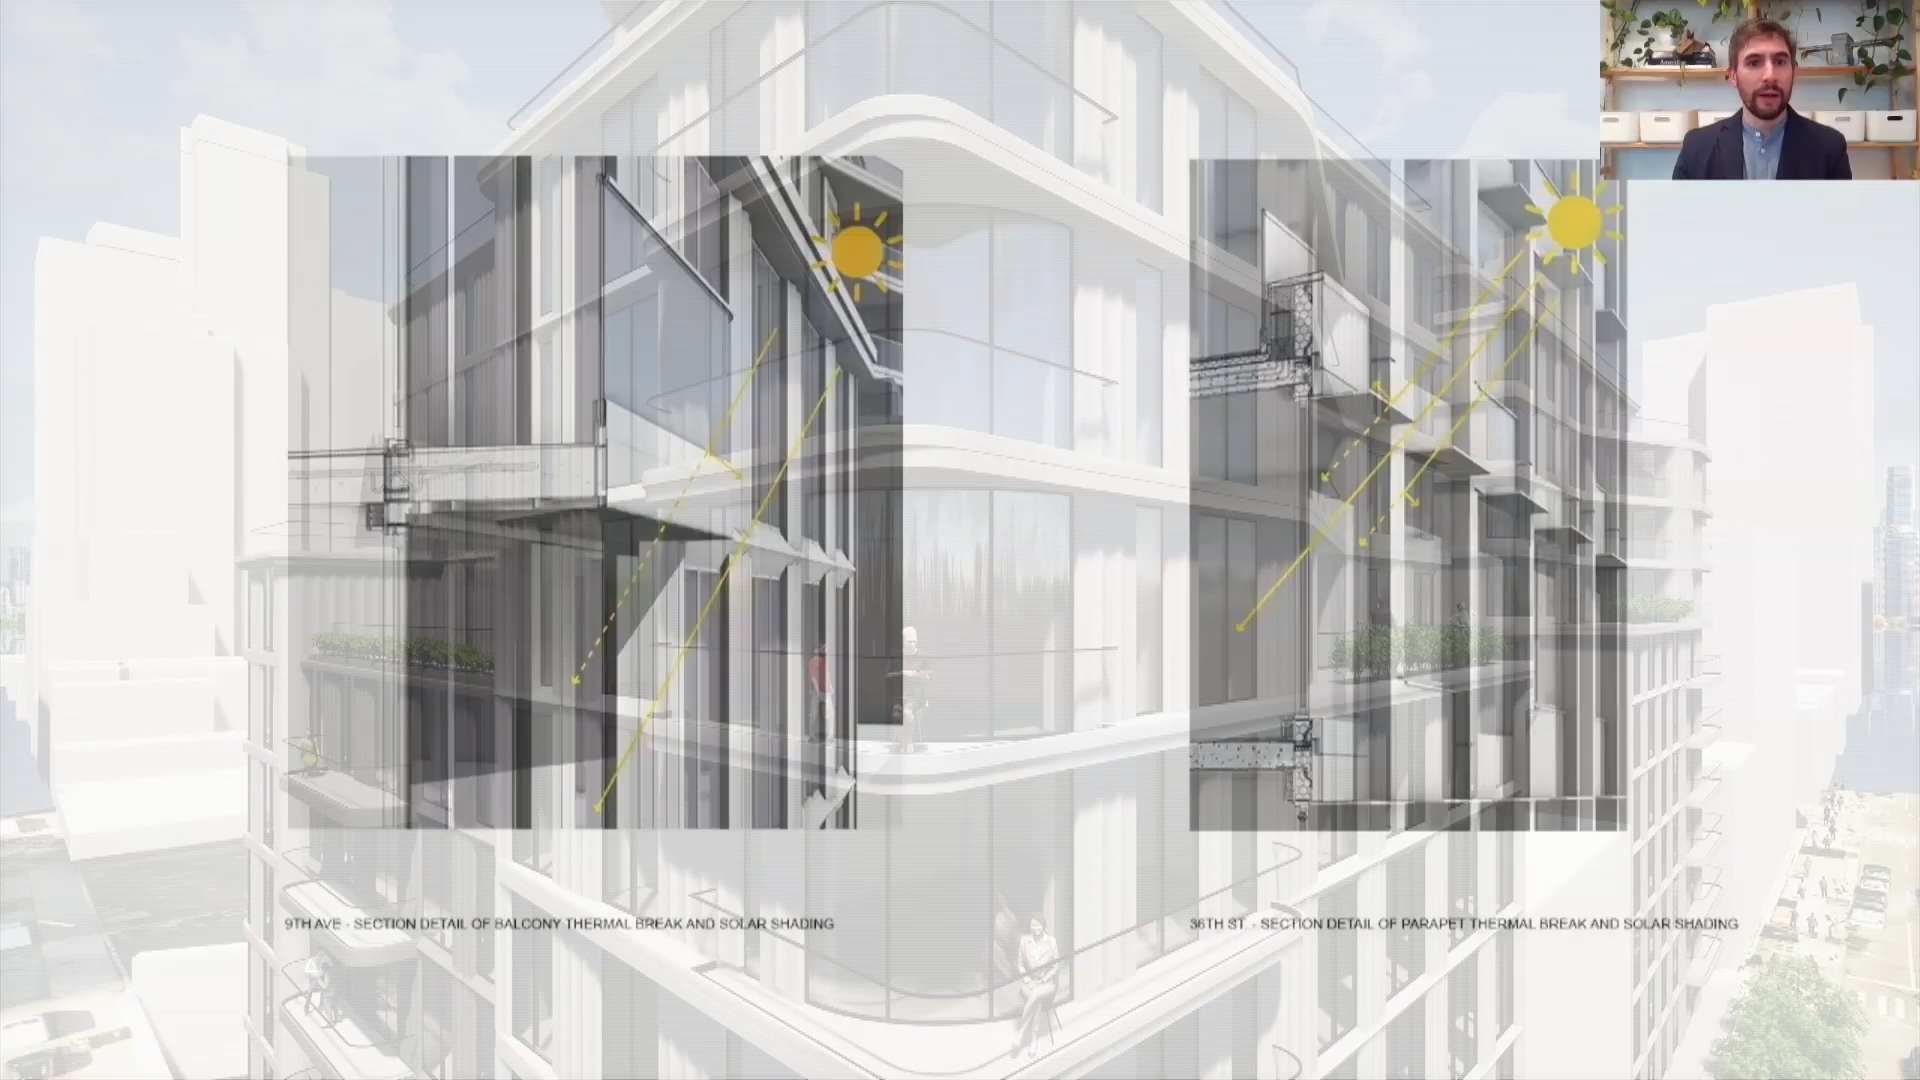 9TH AVE - SECTION DETAIL OF BALCONY THERMAL BREAK AND SOLAR SHADING
36TH ST. - SECTION DETAIL OF PARAPET THERMAL BREAK AND SOLAR SHADING